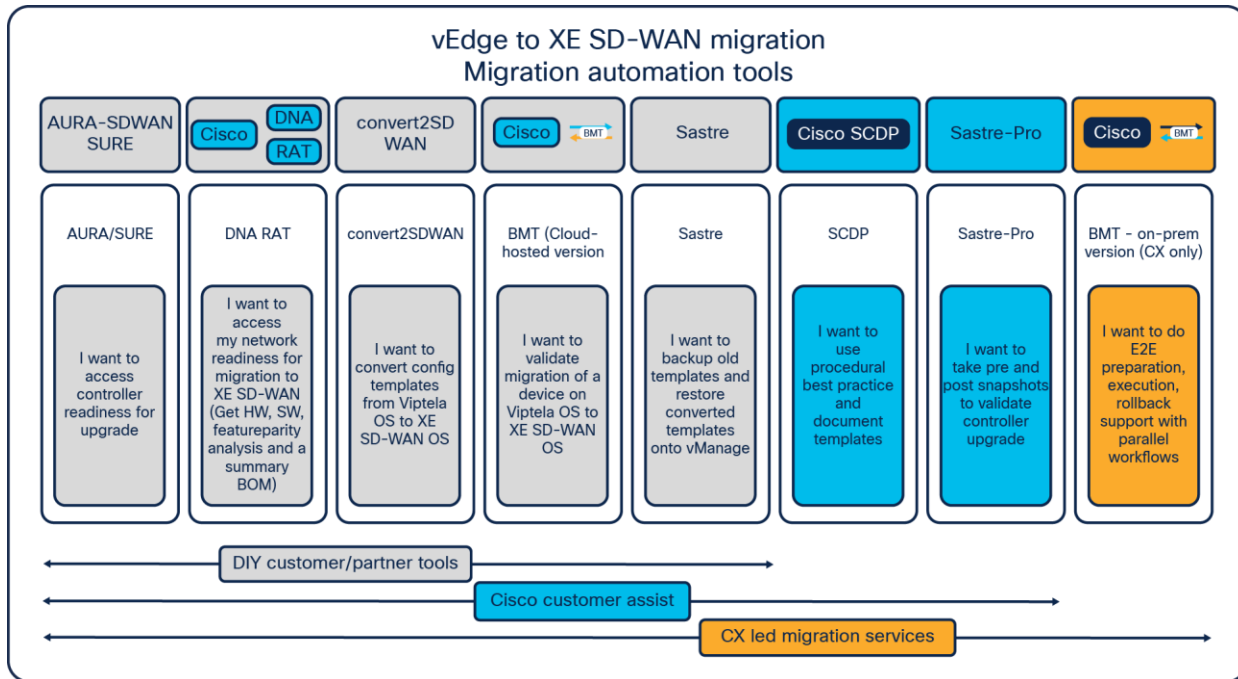 vEdge to XE SD-WAN migration
Migration automation tools
AURA-SDWAN
SURE
Cisco
DNA
RAT
convert2SD
WAN
Cisco
BMT
Sastre
Cisco SCDP
Sastre-Pro
Cisco
BMT
AURA/SURE
I want to
access
controller
readiness for
upgrade
DNA RAT
I want to
access
my network
readiness for
migration to
XE SD-WAN
(Get HW, SW,
featureparity
analysis and a
summary
BOM)
convert2SDWAN
I want to
convert config
templates
from Viptela
OS to XE
SD-WAN OS
BMT (Cloud-
hosted version
I want to
validate
migration of a
device on
Viptela OS to
XE SD-WAN
OS
Sastre
I want to
backup old
templates and
restore
converted
templates
onto vManage
SCDP
I want to
use
procedural
best practice
and
document
templates
Sastre-Pro
I want to
take pre and
post snapshots
to validate
controller
upgrade
BMT - on-prem
version (CX only)
I want to do
E2E
preparation,
execution,
rollback
support with
parallel
workflows
DIY customer/partner tools
Cisco customer assist
CX led migration services